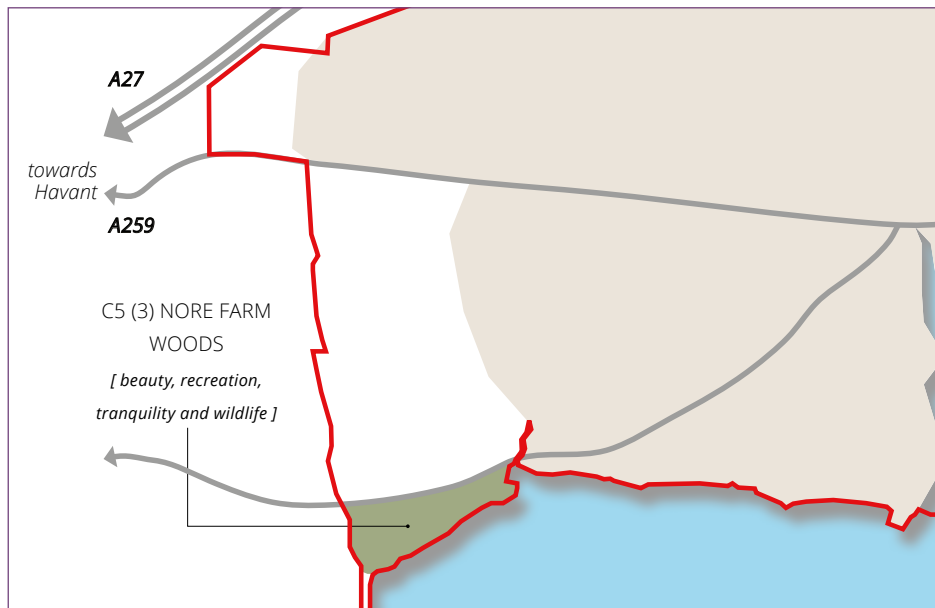 A27
towards
Havant
A259
C5 (3) NORE FARM
WOODS
[ beauty, recreation,
tranquility and wildlife ]